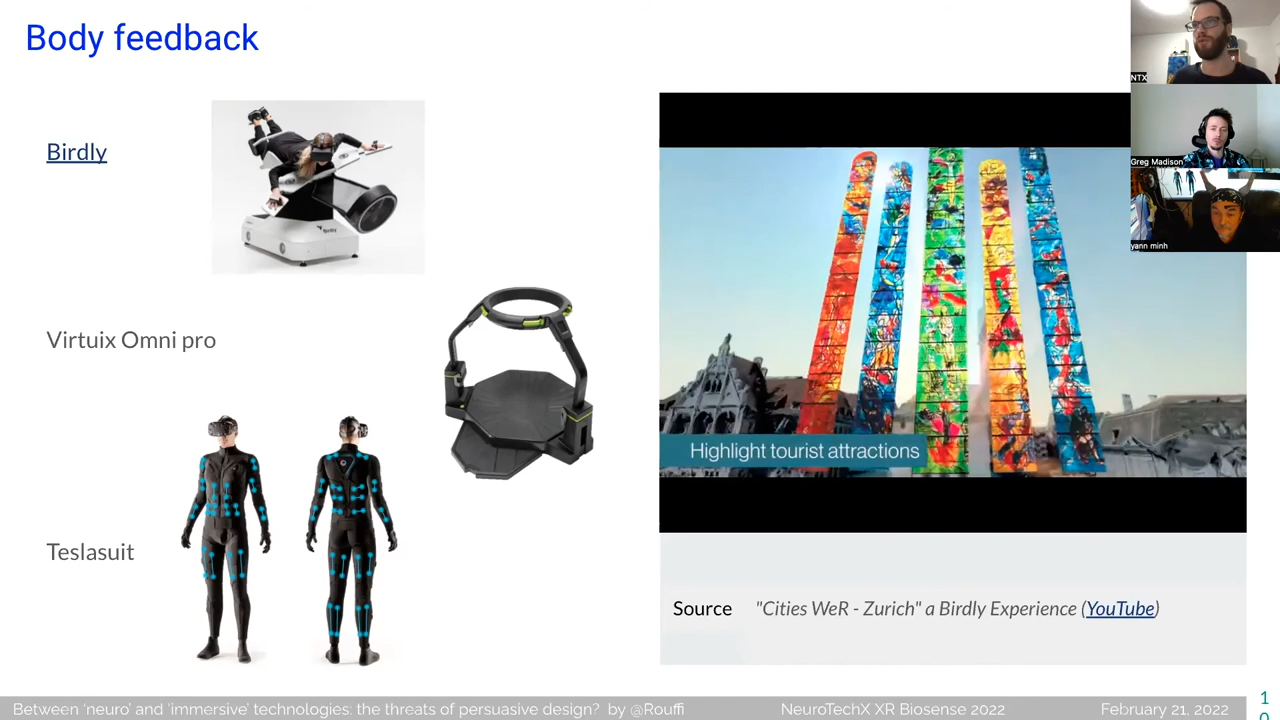 Body feedback
Birdly
Birdly
Virtuix Omni pro
Teslasuit
Highlight tourist attractions
Source "Cities WeR - Zurich" a Birdly Experience (YouTube)
NTX
Greg Madison
yann minh
Between 'neuro' and 'immersive' technologies: the threats of persuasive design? by @Rouffi NeuroTechX XR Biosense 2022 February 21, 2022